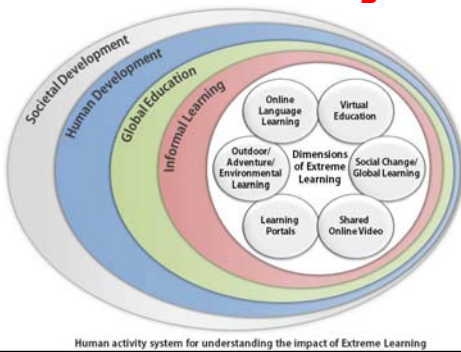 Societal Development
Human Development
Global Education
Informal Learning
Online
Language
Learning
Virtual
Education
Outdoor/
Adventure/
Environmental
Learning
Dimensions
of Extreme
Learning
Social Change/
Global Learning
Learning
Portals
Shared
Online Video
Human activity system for understanding the impact of Extreme Learning